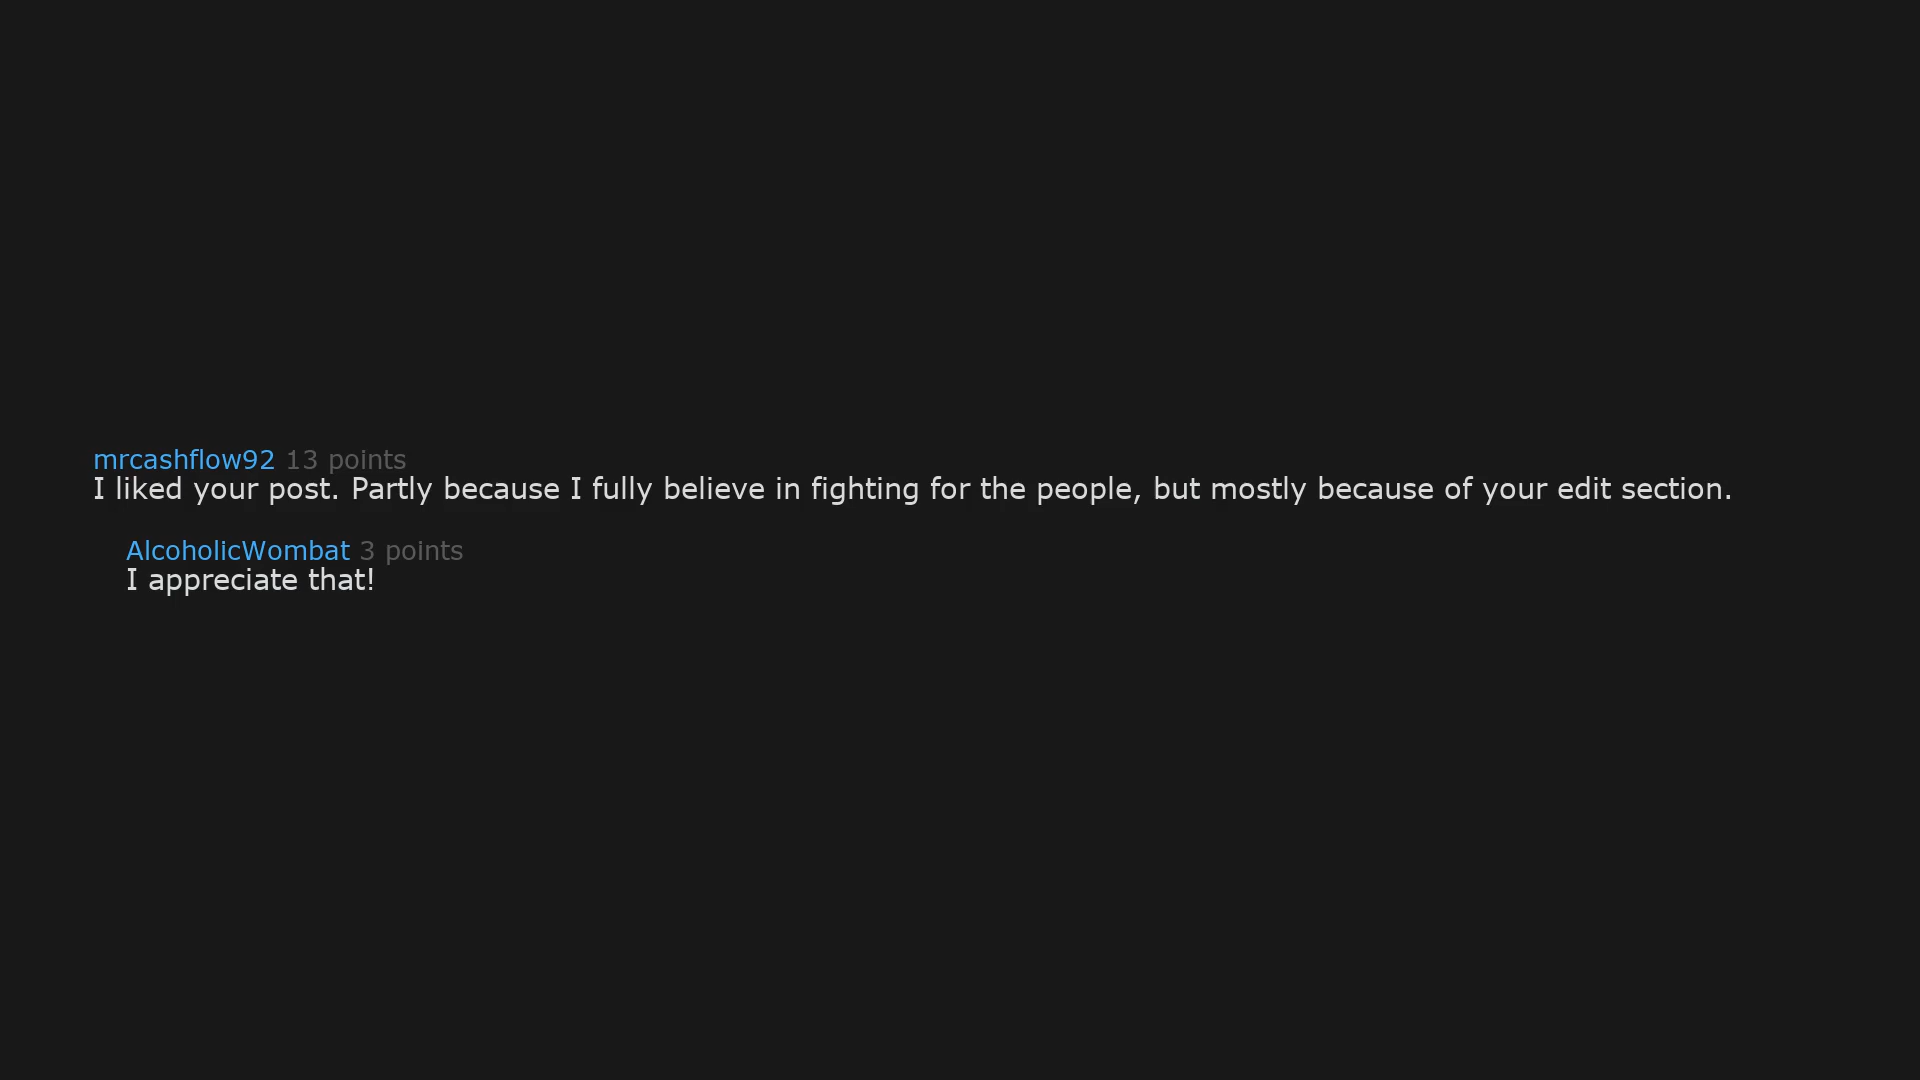 mrcashflow92 13 points
I liked your post. Partly because I fully believe in fighting for the people, but mostly because of your edit section.
AlcoholicWombat 3 points
I appreciate that!